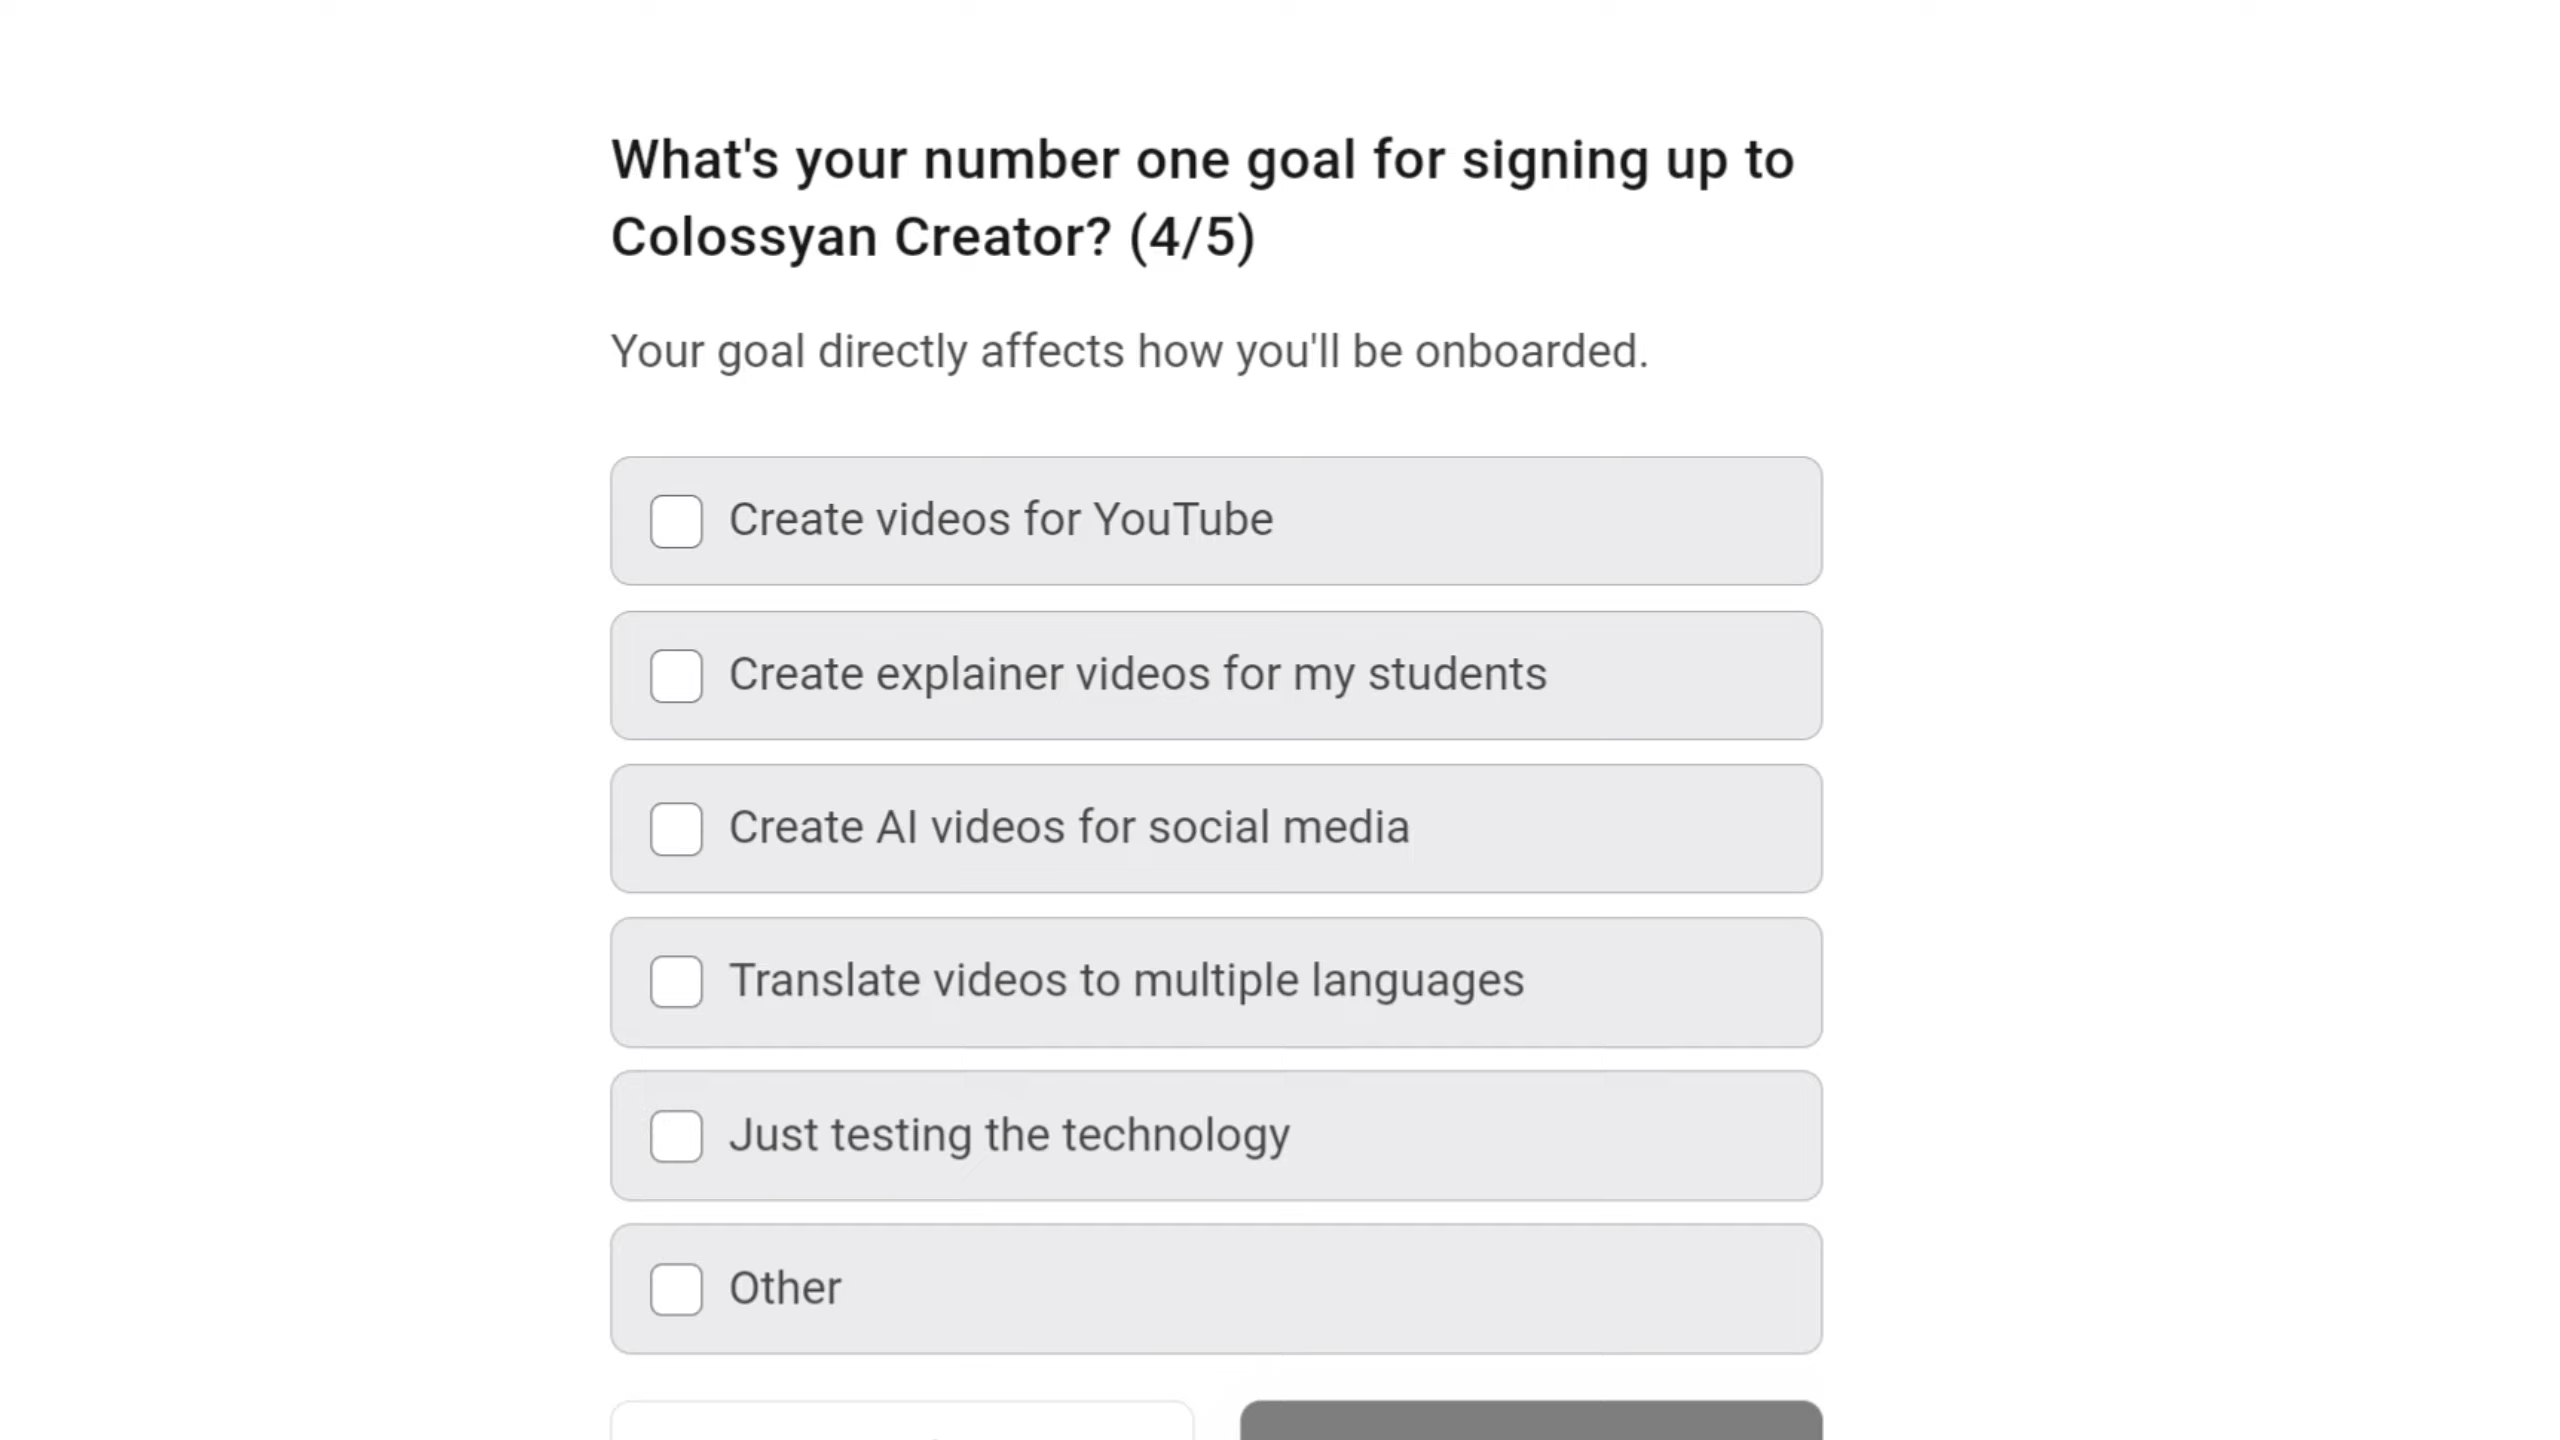 What's your number one goal for signing up to
Colossyan Creator? (4/5)
Your goal directly affects how you'll be onboarded.
Create videos for YouTube
Create explainer videos for my students
Create AI videos for social media
Translate videos to multiple languages
Just testing the technology
Other